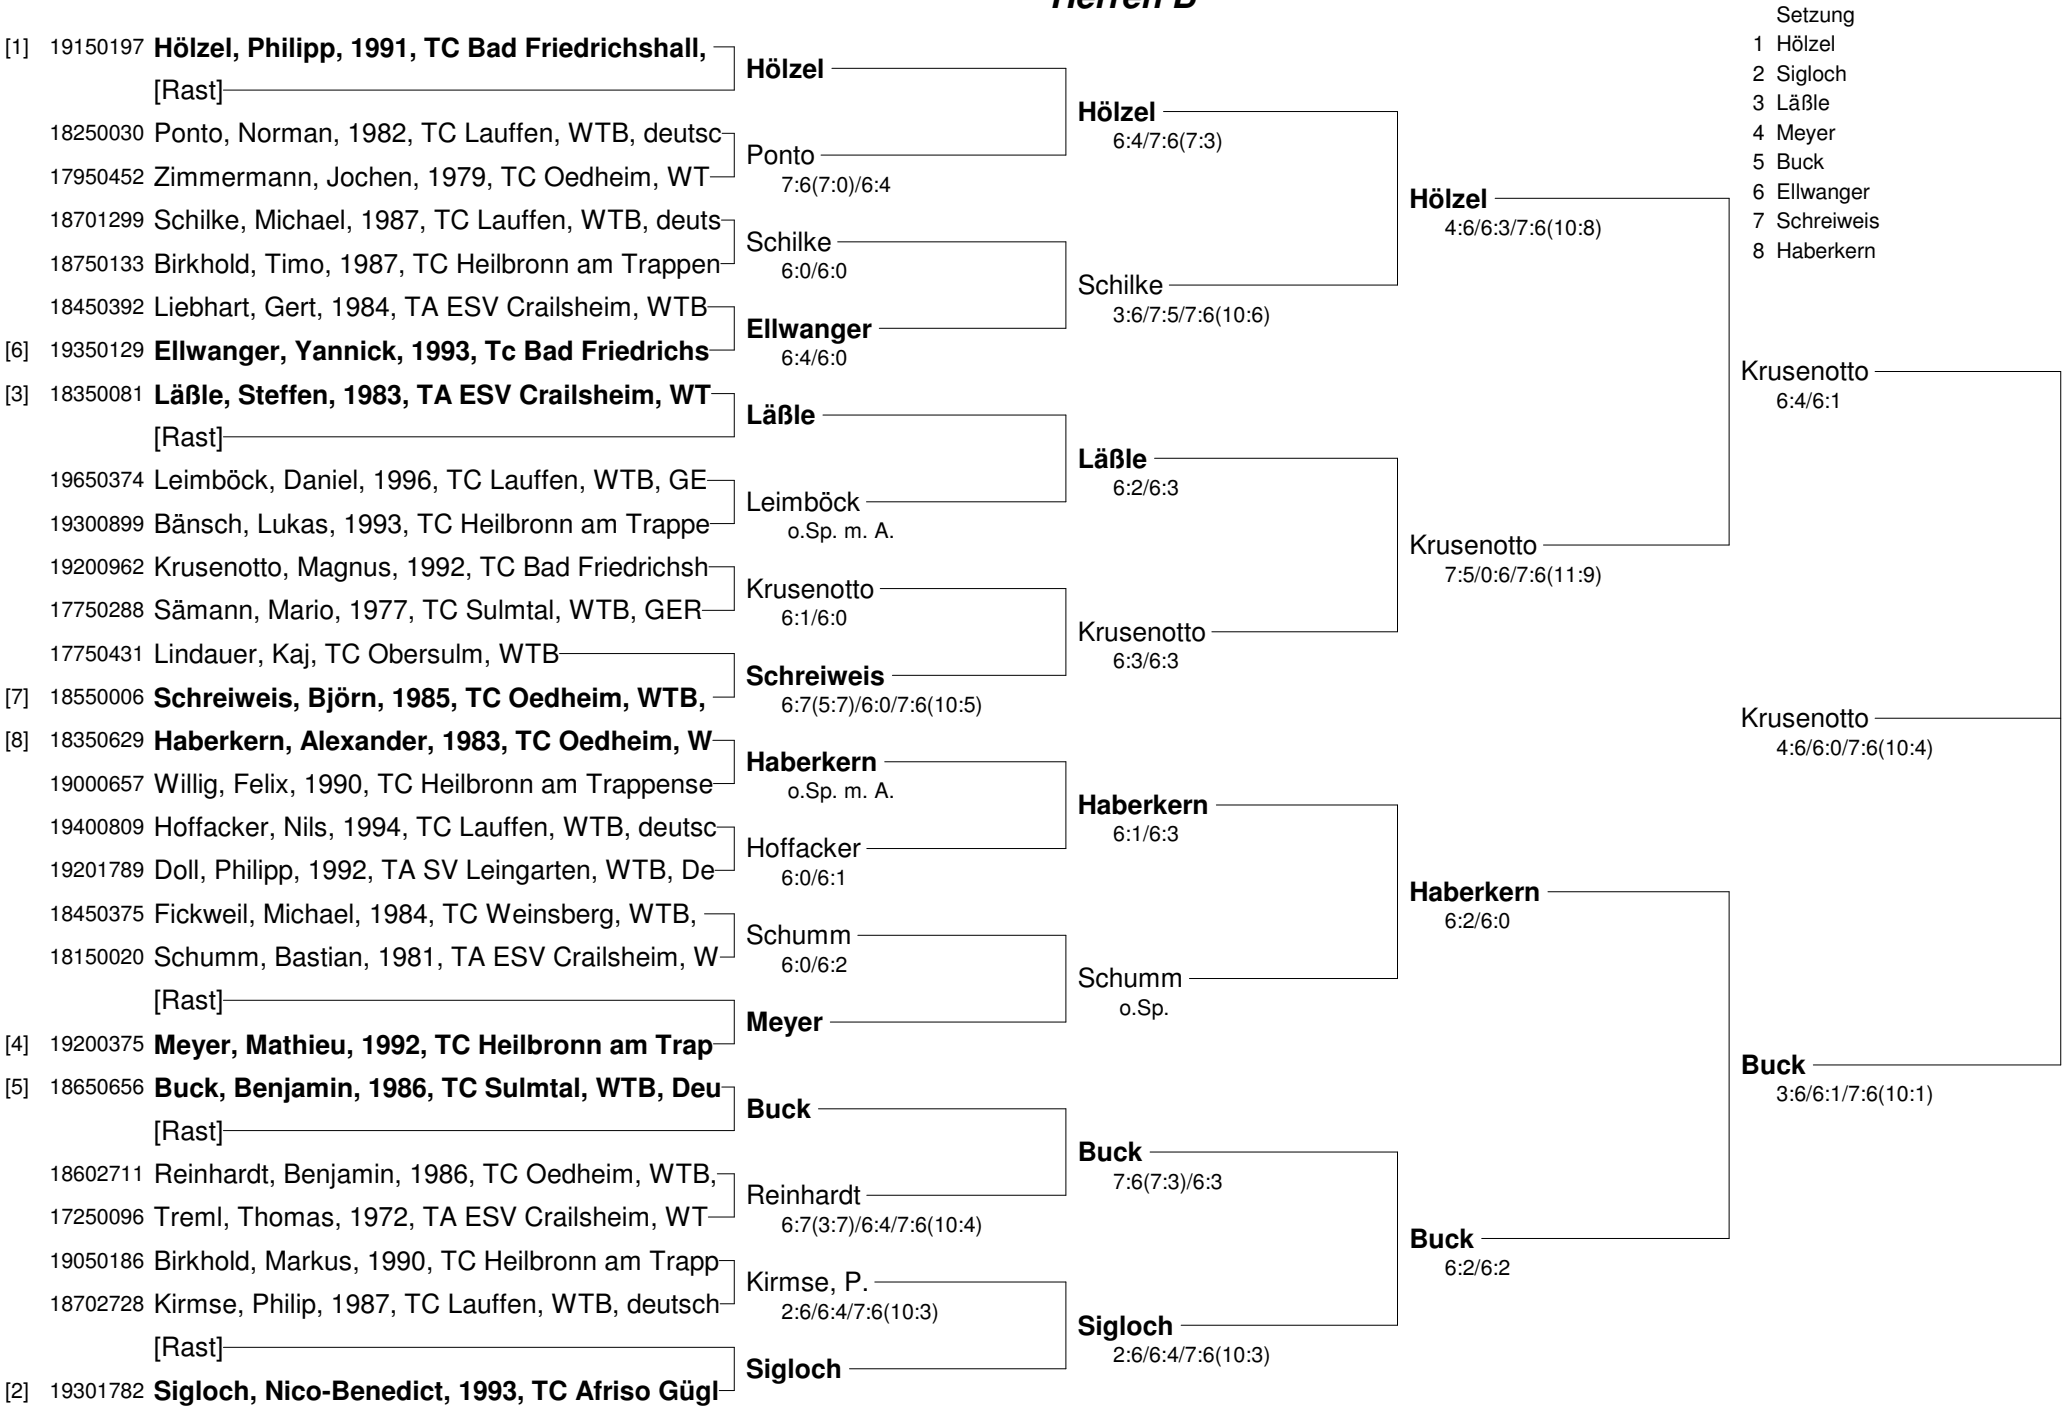 Herren B
Setzung
1 Hölzel
2 Sigloch
3 Läßle
4 Meyer
5 Buck
6 Ellwanger
7 Schreiweis
8 Haberkern
[1] 19150197 Hölzel, Philipp, 1991, TC Bad Friedrichshall,
[Rast]
18250030 Ponto, Norman, 1982, TC Lauffen, WTB, deutsc
17950452 Zimmermann, Jochen, 1979, TC Oedheim, WT
18701299 Schilke, Michael, 1987, TC Lauffen, WTB, deuts
18750133 Birkhold, Timo, 1987, TC Heilbronn am Trappen
18450392 Liebhart, Gert, 1984, TA ESV Crailsheim, WTB
[6] 19350129 Ellwanger, Yannick, 1993, Tc Bad Friedrichs
[3] 18350081 Läßle, Steffen, 1983, TA ESV Crailsheim, WT
[Rast]
19650374 Leimböck, Daniel, 1996, TC Lauffen, WTB, GE
19300899 Bänsch, Lukas, 1993, TC Heilbronn am Trappe
19200962 Krusenotto, Magnus, 1992, TC Bad Friedrichsh
17750288 Sämann, Mario, 1977, TC Sulmtal, WTB, GER
17750431 Lindauer, Kaj, TC Obersulm, WTB
[7] 18550006 Schreiweis, Björn, 1985, TC Oedheim, WTB,
[8] 18350629 Haberkern, Alexander, 1983, TC Oedheim, W
19000657 Willig, Felix, 1990, TC Heilbronn am Trappense
19400809 Hoffacker, Nils, 1994, TC Lauffen, WTB, deutsc
19201789 Doll, Philipp, 1992, TA SV Leingarten, WTB, De
18450375 Fickweil, Michael, 1984, TC Weinsberg, WTB,
18150020 Schumm, Bastian, 1981, TA ESV Crailsheim, W
[Rast]
[4] 19200375 Meyer, Mathieu, 1992, TC Heilbronn am Trap
[5] 18650656 Buck, Benjamin, 1986, TC Sulmtal, WTB, Deu
[Rast]
18602711 Reinhardt, Benjamin, 1986, TC Oedheim, WTB,
17250096 Treml, Thomas, 1972, TA ESV Crailsheim, WT
19050186 Birkhold, Markus, 1990, TC Heilbronn am Trapp
18702728 Kirmse, Philip, 1987, TC Lauffen, WTB, deutsch
[Rast]
[2] 19301782 Sigloch, Nico-Benedict, 1993, TC Afriso Gügl
Hölzel
Ponto
7:6(7:0)/6:4
Schilke
6:0/6:0
Ellwanger
6:4/6:0
Läßle
Leimböck
o.Sp. m. A.
Krusenotto
6:1/6:0
Schreiweis
6:7(5:7)/6:0/7:6(10:5)
Haberkern
o.Sp. m. A.
Hoffacker
6:0/6:1
Schumm
6:0/6:2
Meyer
Buck
Reinhardt
6:7(3:7)/6:4/7:6(10:4)
Kirmse, P.
2:6/6:4/7:6(10:3)
Sigloch
Hölzel
6:4/7:6(7:3)
Schilke
3:6/7:5/7:6(10:6)
Läßle
6:2/6:3
Krusenotto
6:3/6:3
Haberkern
6:1/6:3
Schumm
o.Sp.
Buck
7:6(7:3)/6:3
Sigloch
2:6/6:4/7:6(10:3)
Hölzel
4:6/6:3/7:6(10:8)
Krusenotto
7:5/0:6/7:6(11:9)
Haberkern
6:2/6:0
Buck
6:2/6:2
Krusenotto
6:4/6:1
Krusenotto
4:6/6:0/7:6(10:4)
Buck
3:6/6:1/7:6(10:1)